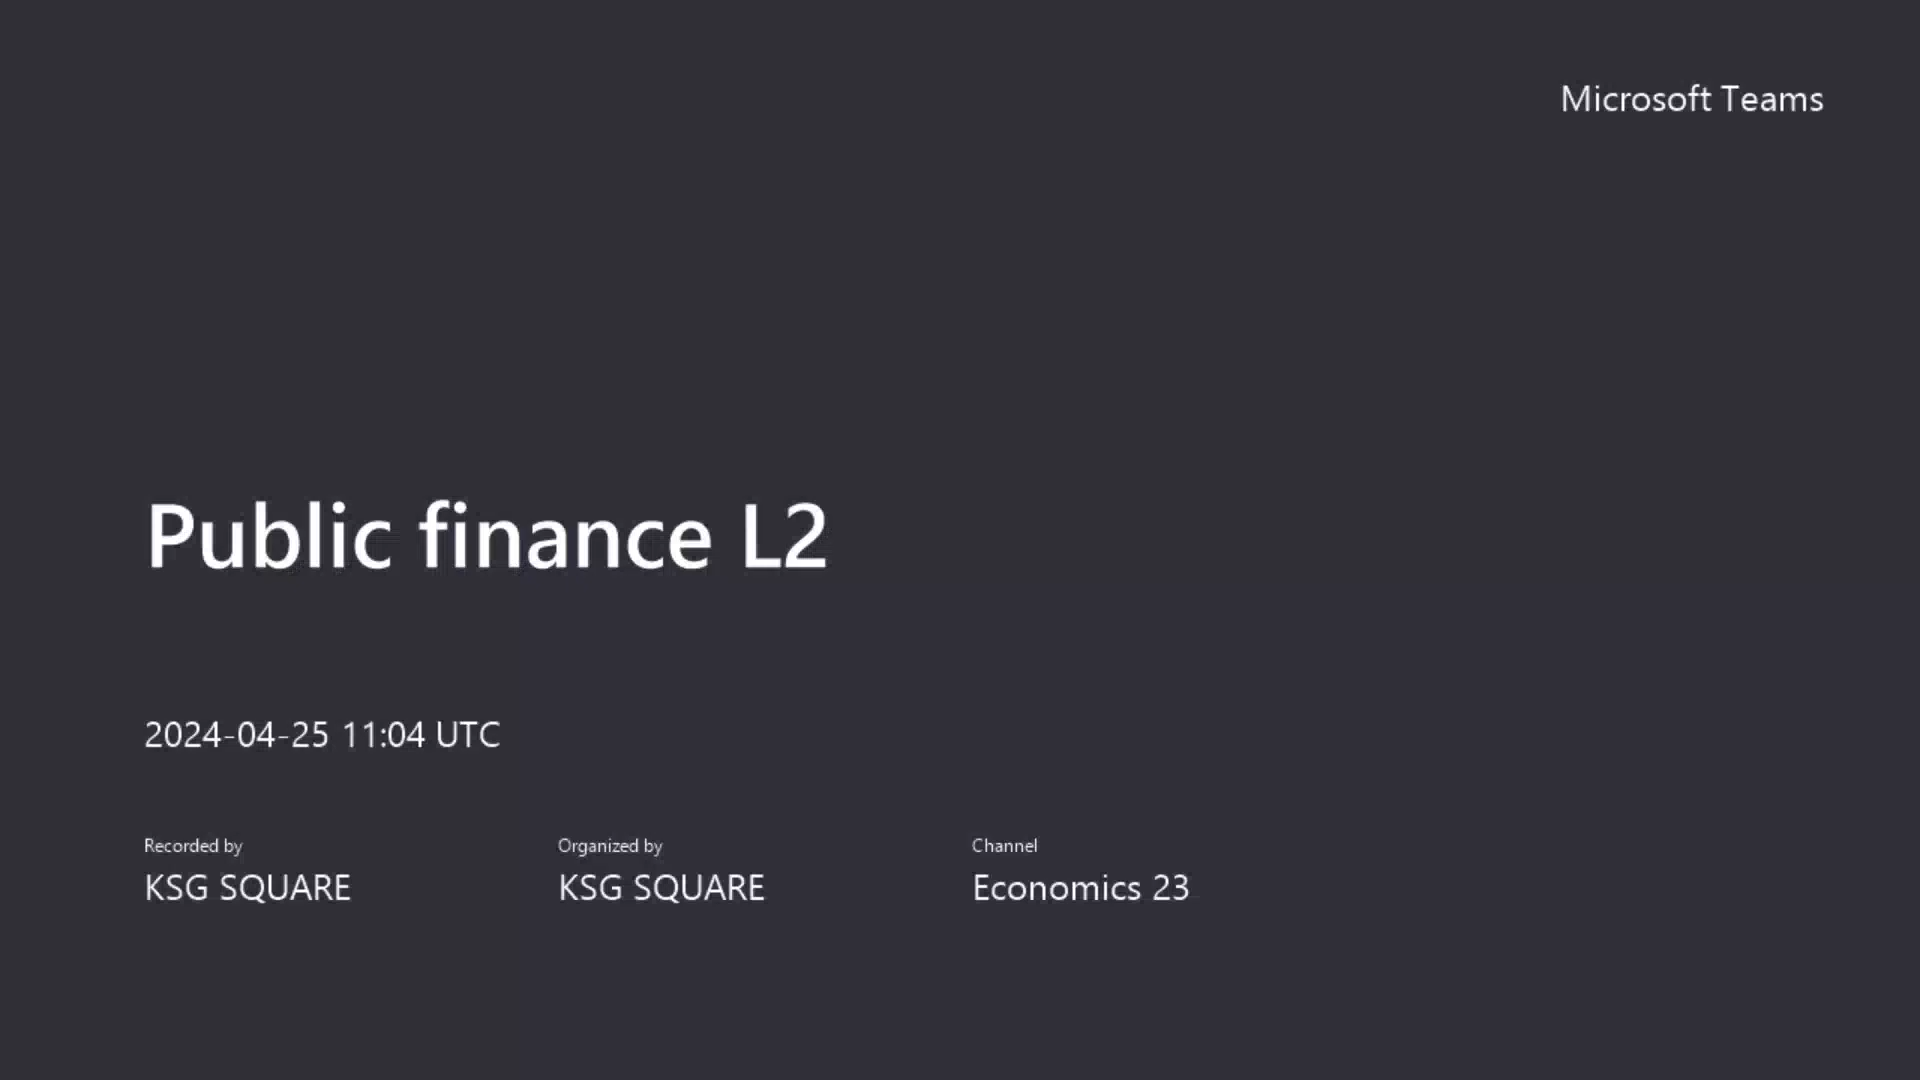 Microsoft Teams
Public finance L2
2024-04-25 11:04 UTC
Recorded by
KSG SQUARE
Organized by
KSG SQUARE
Channel
Economics 23